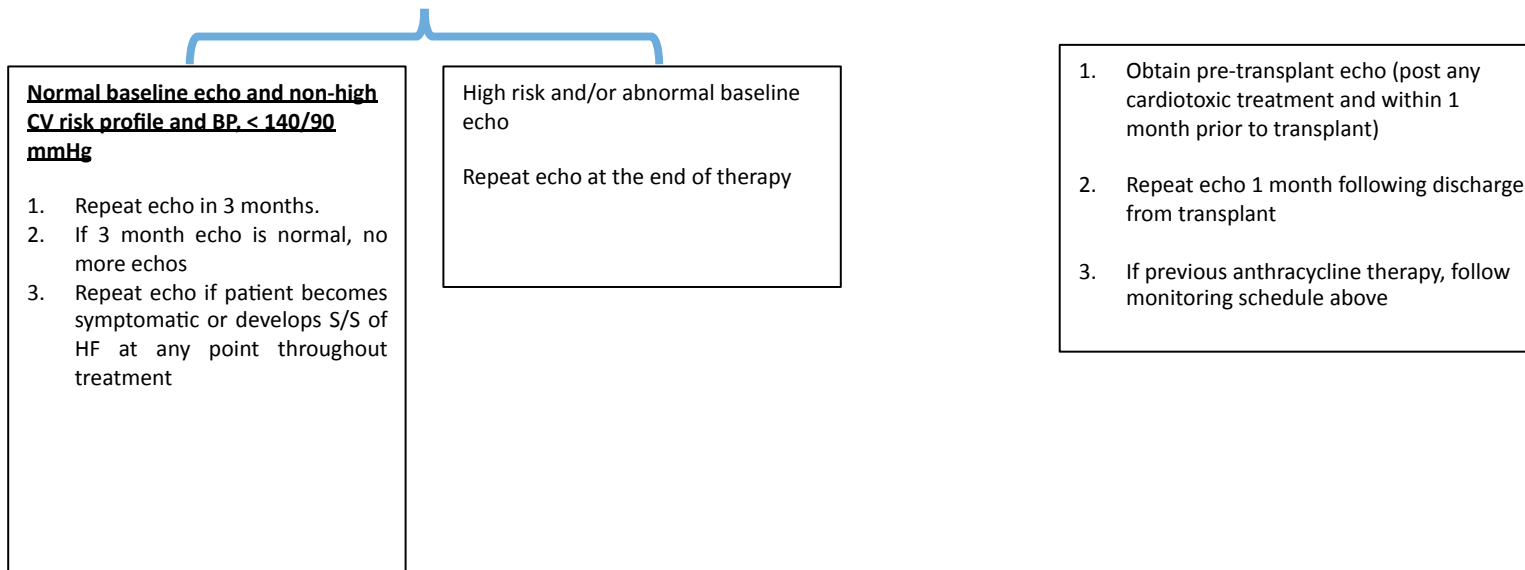 Normal baseline echo and non-high
CV risk profile and BP, < 140/90
mmHg
1. Repeat echo in 3 months.
2. If 3 month echo is normal, no
more echos
3. Repeat echo if patient becomes
symptomatic or develops S/S of
HF at any point throughout
treatment
High risk and/or abnormal baseline
echo
Repeat echo at the end of therapy
1. Obtain pre-transplant echo (post any
cardiotoxic treatment and within 1
month prior to transplant)
2. Repeat echo 1 month following discharge
from transplant
3. If previous anthracycline therapy, follow
monitoring schedule above